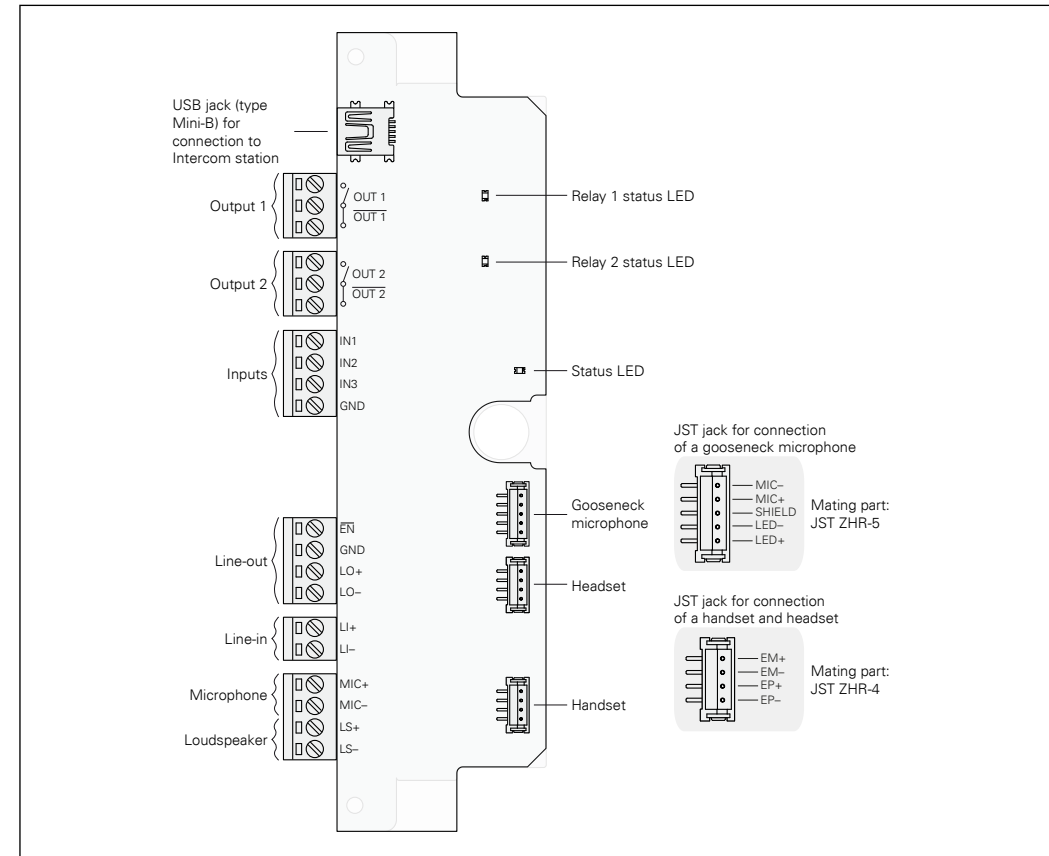 USB jack (type
Mini-B) for
connection to
Intercom station
Output 1
OUT 1
OUT 1
Relay 1 status LED
Output 2
OUT 2
OUT 2
Relay 2 status LED
Inputs
IN1
IN2
IN3
GND
Status LED
Gooseneck
microphone
JST jack for connection
of a gooseneck microphone
MIC–
MIC+
SHIELD
LED–
LED+
Mating part:
JST ZHR-5
Line-out
EN
GND
LO+
LO–
Headset
Line-in
LI+
LI–
JST jack for connection
of a handset and headset
EM+
EM–
EP+
EP–
Mating part:
JST ZHR-4
Microphone
MIC+
MIC–
Handset
Loudspeaker
LS+
LS–